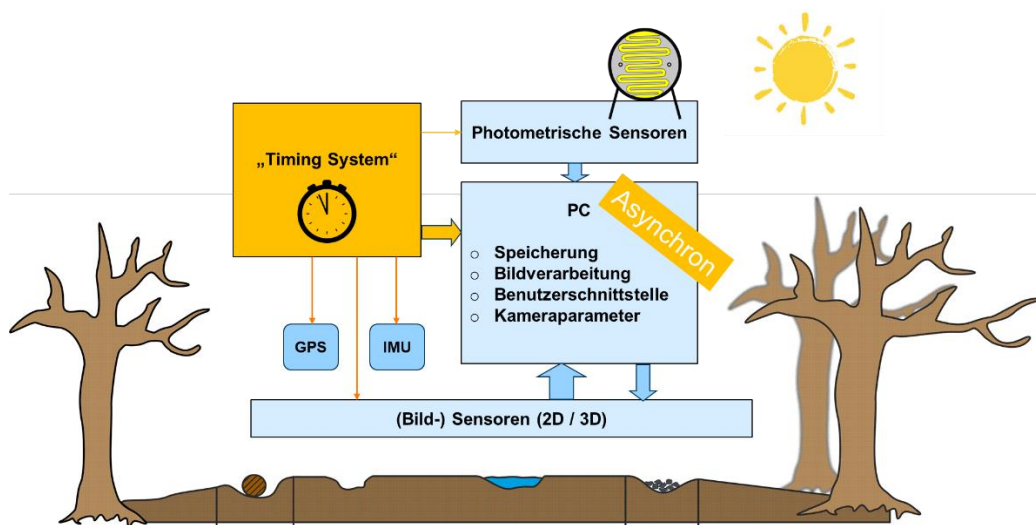 Photometrische Sensoren
„Timing System“
PC
Asynchron
○ Speicherung
○ Bildverarbeitung
○ Benutzerschnittstelle
○ Kameraparameter
GPS
IMU
(Bild-) Sensoren (2D / 3D)